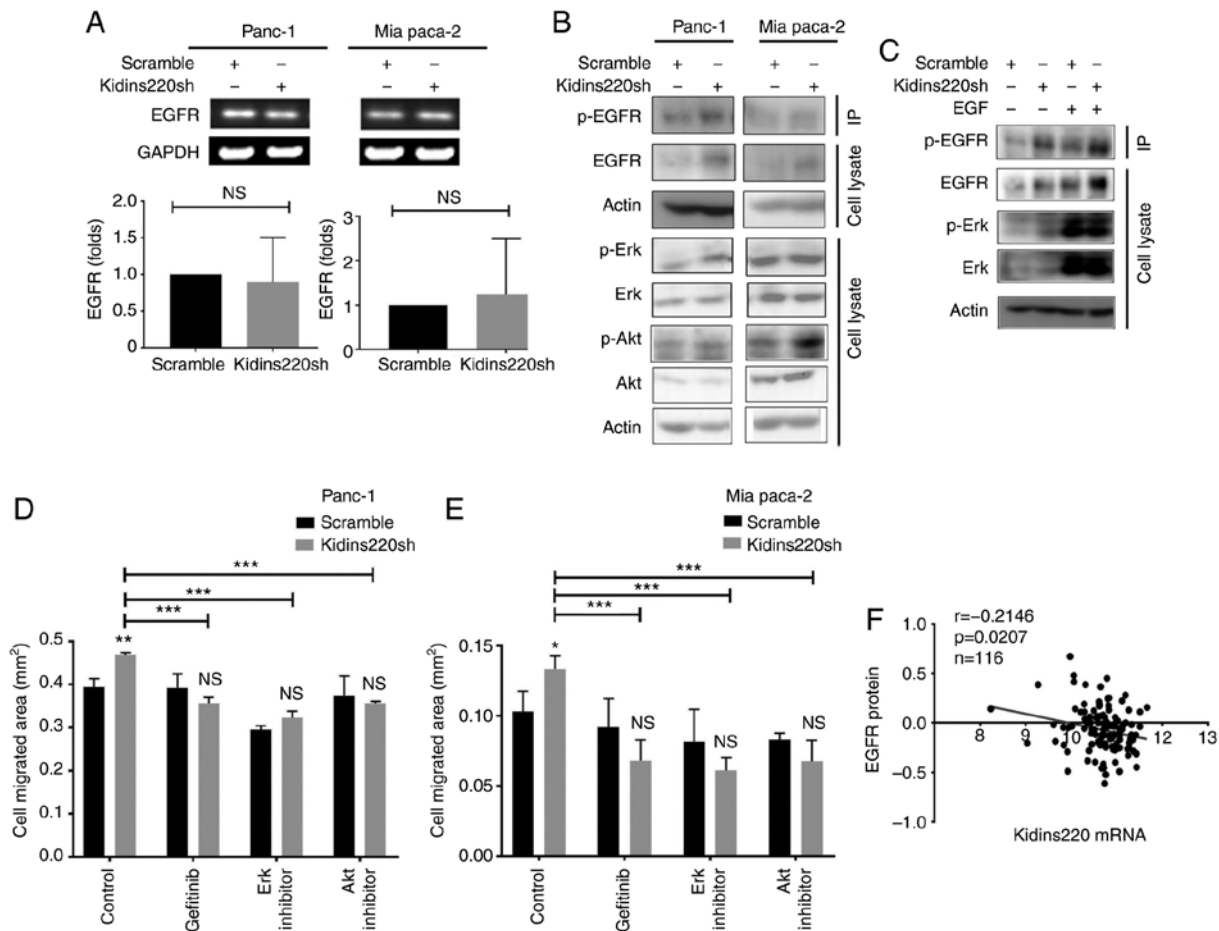 A
Panc-1 Mia paca-2
Scramble + − + −
Kidins220sh − + − +
EGFR
GAPDH
NS
EGFR (folds)
2.0
1.5
1.0
0.5
0.0
Scramble Kidins220sh
NS
EGFR (folds)
3
2
1
0
Scramble Kidins220sh
B
Panc-1 Mia paca-2
Scramble + − + −
Kidins220sh − + − +
p-EGFR
IP
EGFR
Actin
Cell lysate
p-Erk
Erk
p-Akt
Akt
Actin
Cell lysate
C
Scramble + − + −
Kidins220sh − + − +
EGF − − + +
p-EGFR
IP
EGFR
p-Erk
Erk
Actin
Cell lysate
D
Panc-1
Scramble
Kidins220sh
***
***
***
** NS NS NS
Cell migrated area (mm²)
0.5
0.4
0.3
0.2
0.1
0.0
Control
Gefitinib
Erk
inhibitor
Akt
inhibitor
E
Mia paca-2
Scramble
Kidins220sh
***
***
***
* NS NS NS
Cell migrated area (mm²)
0.15
0.10
0.05
0.00
Control
Gefitinib
Erk
inhibitor
Akt
inhibitor
F
r=−0.2146
p=0.0207
n=116
EGFR protein
1.0
0.5
0.0
−0.5
−1.0
8 9 10 11 12 13
Kidins220 mRNA